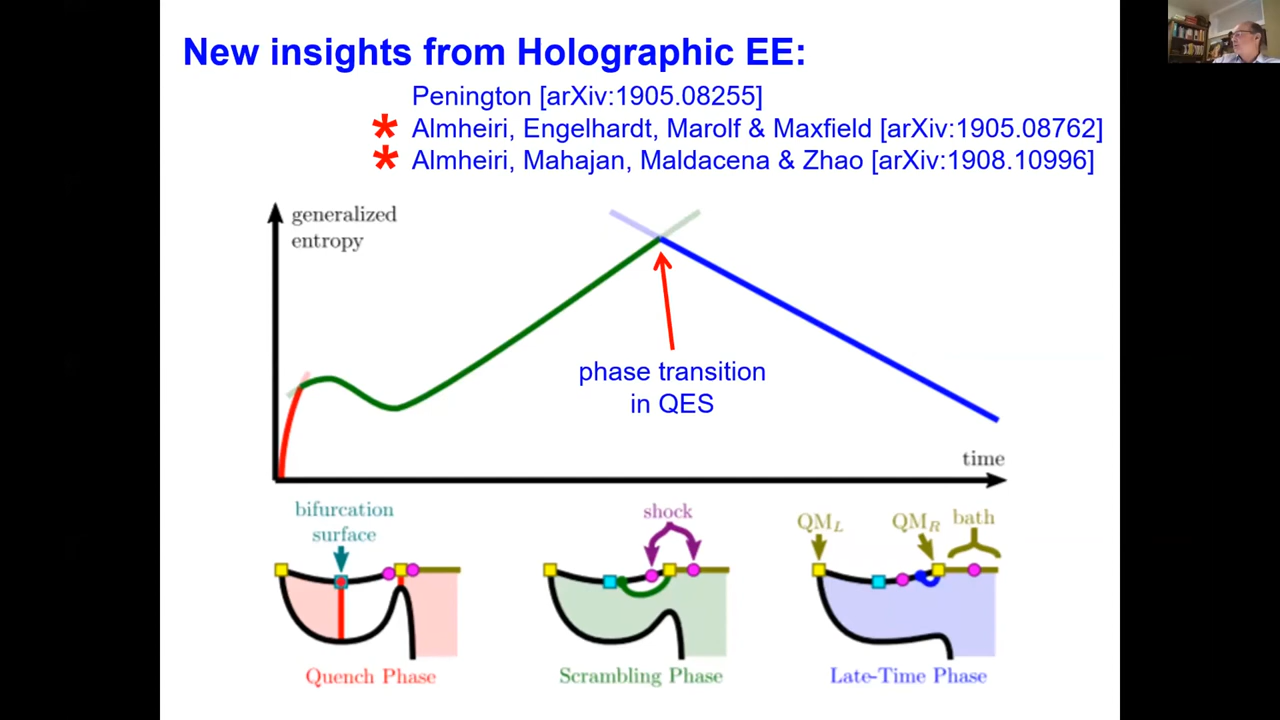 New insights from Holographic EE:
Penington [arXiv:1905.08255]
* Almheiri, Engelhardt, Marolf & Maxfield [arXiv:1905.08762]
* Almheiri, Mahajan, Maldacena & Zhao [arXiv:1908.10996]
generalized
entropy
phase transition
in QES
time
bifurcation
surface
shock
QM_L
QM_R
bath
Quench Phase
Scrambling Phase
Late-Time Phase